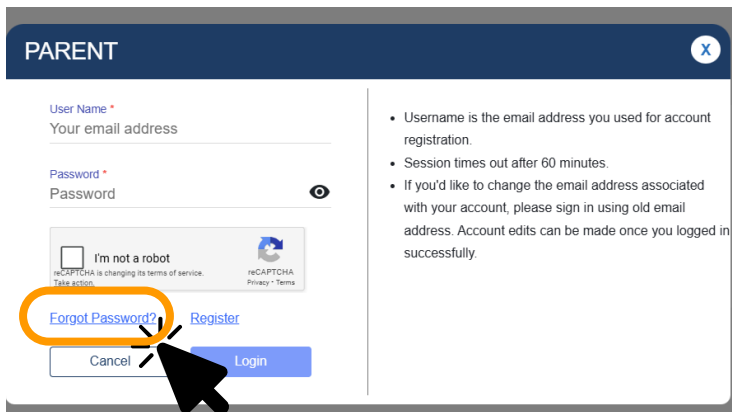 PARENT
X
User Name *
Your email address
Password *
Password
I'm not a robot
reCAPTCHA is changing its terms of service.
Take action.
reCAPTCHA
Privacy - Terms
Forgot Password?
Register
Cancel
Login
• Username is the email address you used for account
registration.
• Session times out after 60 minutes.
• If you'd like to change the email address associated
with your account, please sign in using old email
address. Account edits can be made once you logged in
successfully.